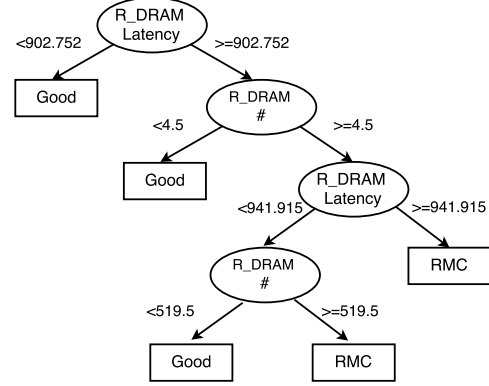 R_DRAM
Latency
<902.752
>=902.752
Good
R_DRAM
#
<4.5
>=4.5
Good
R_DRAM
Latency
<941.915
>=941.915
R_DRAM
#
RMC
<519.5
>=519.5
Good
RMC